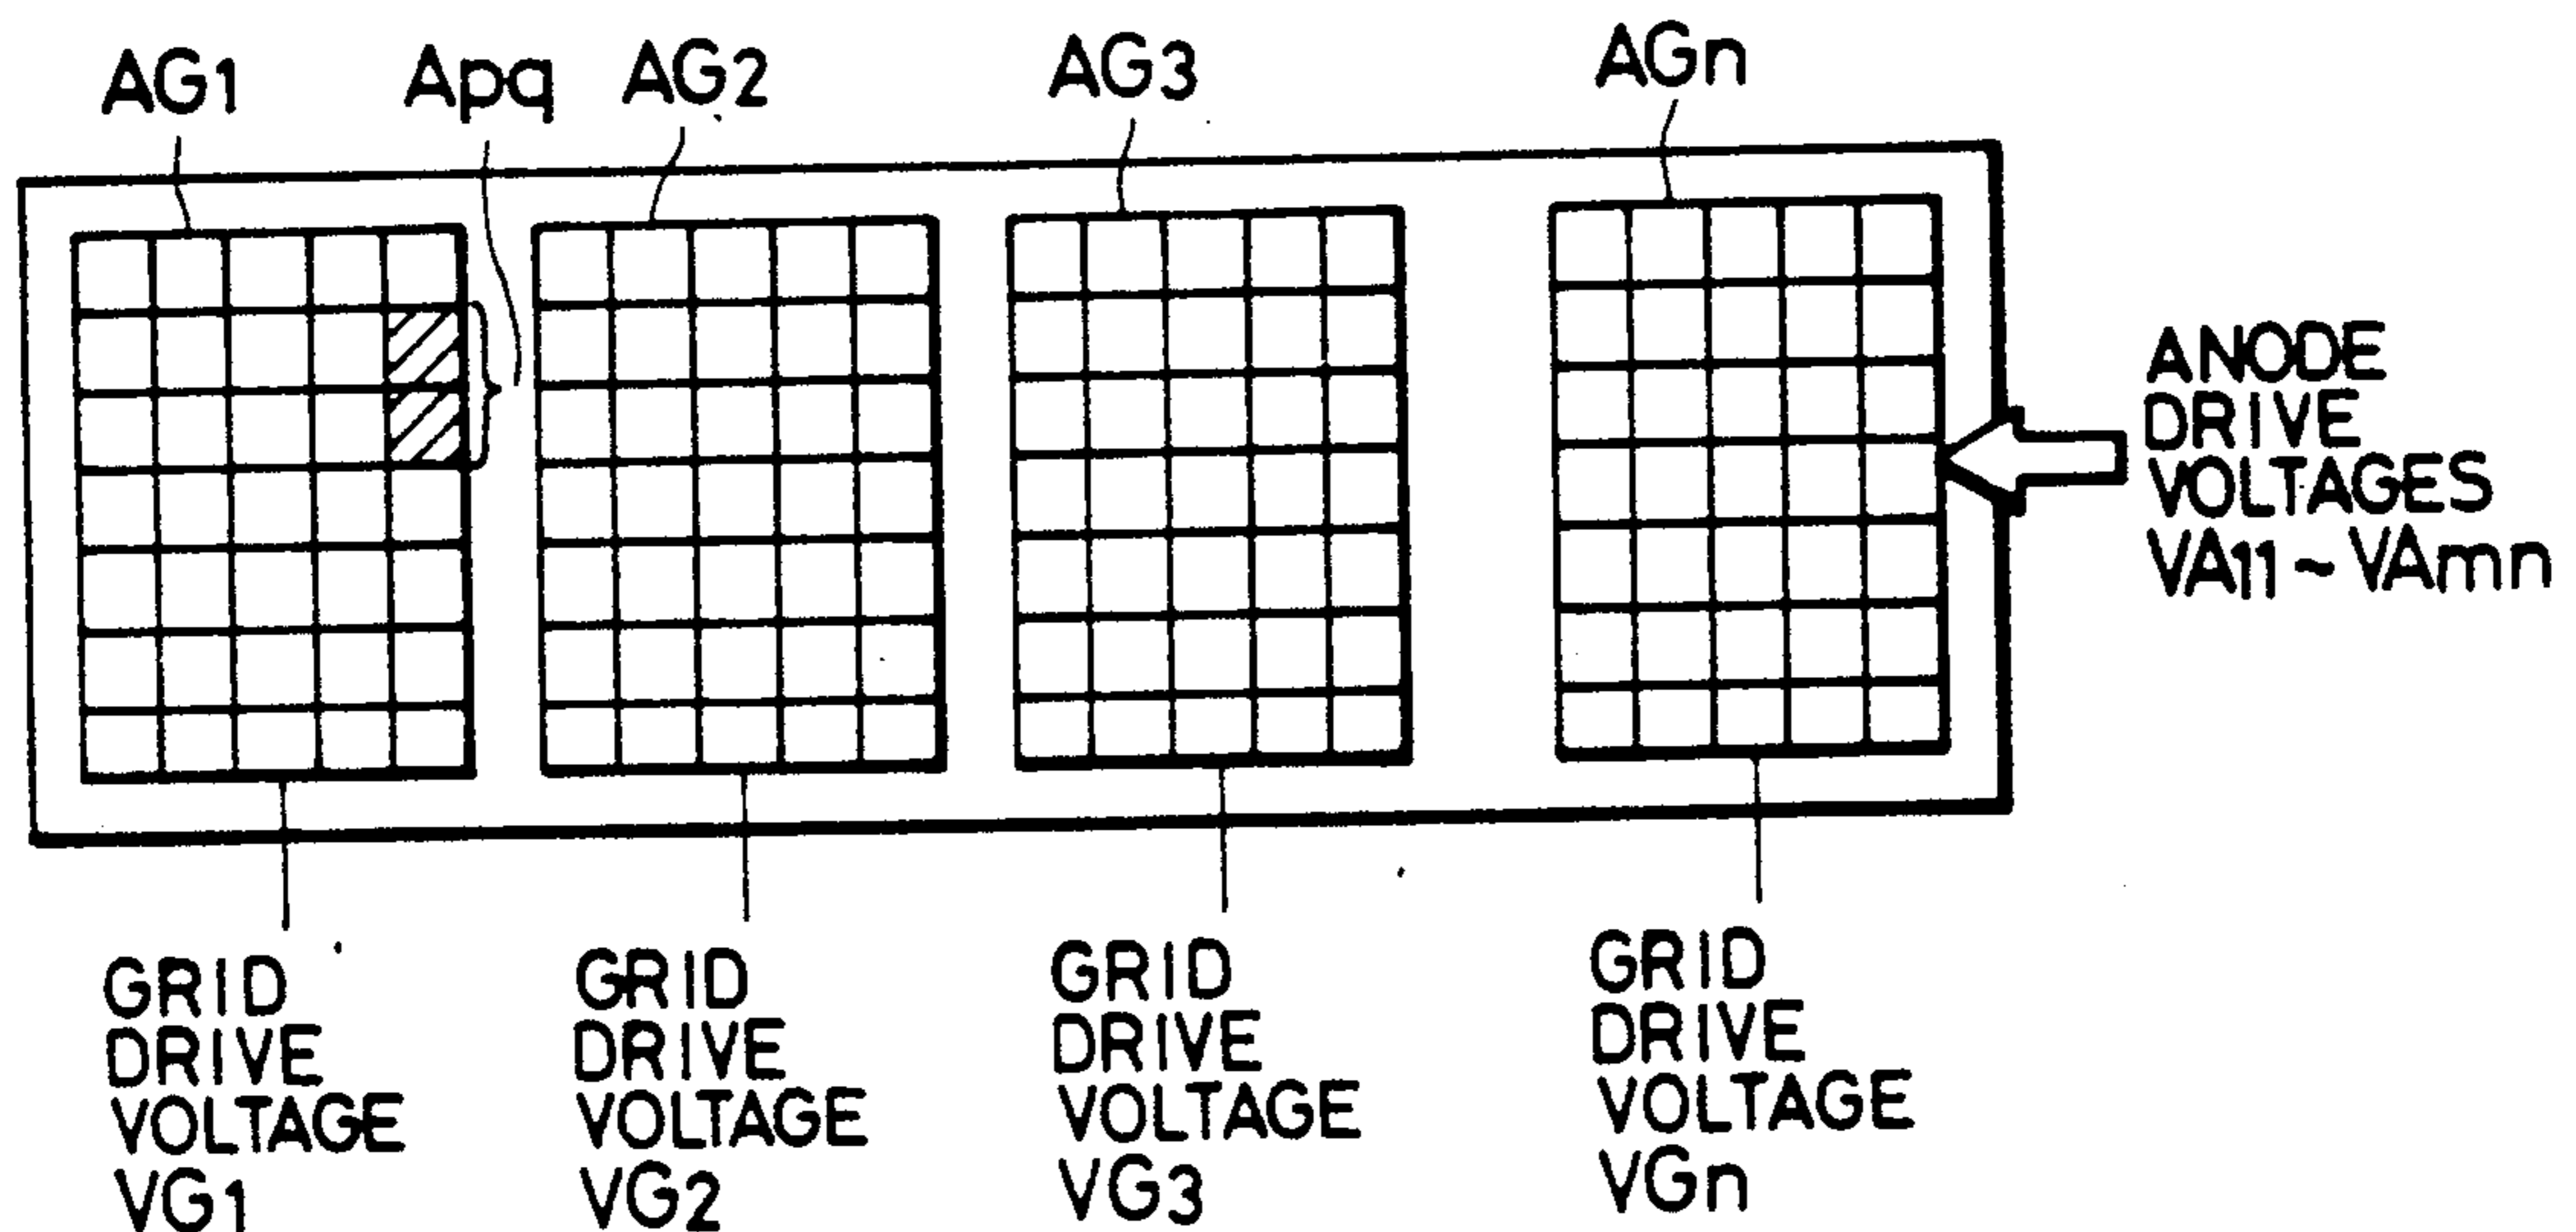 AG1 Apq AG2 AG3 AGn
ANODE
DRIVE
VOLTAGES
VA11 ~ VAmn
GRID
DRIVE
VOLTAGE
VG1
GRID
DRIVE
VOLTAGE
VG2
GRID
DRIVE
VOLTAGE
VG3
GRID
DRIVE
VOLTAGE
VGn